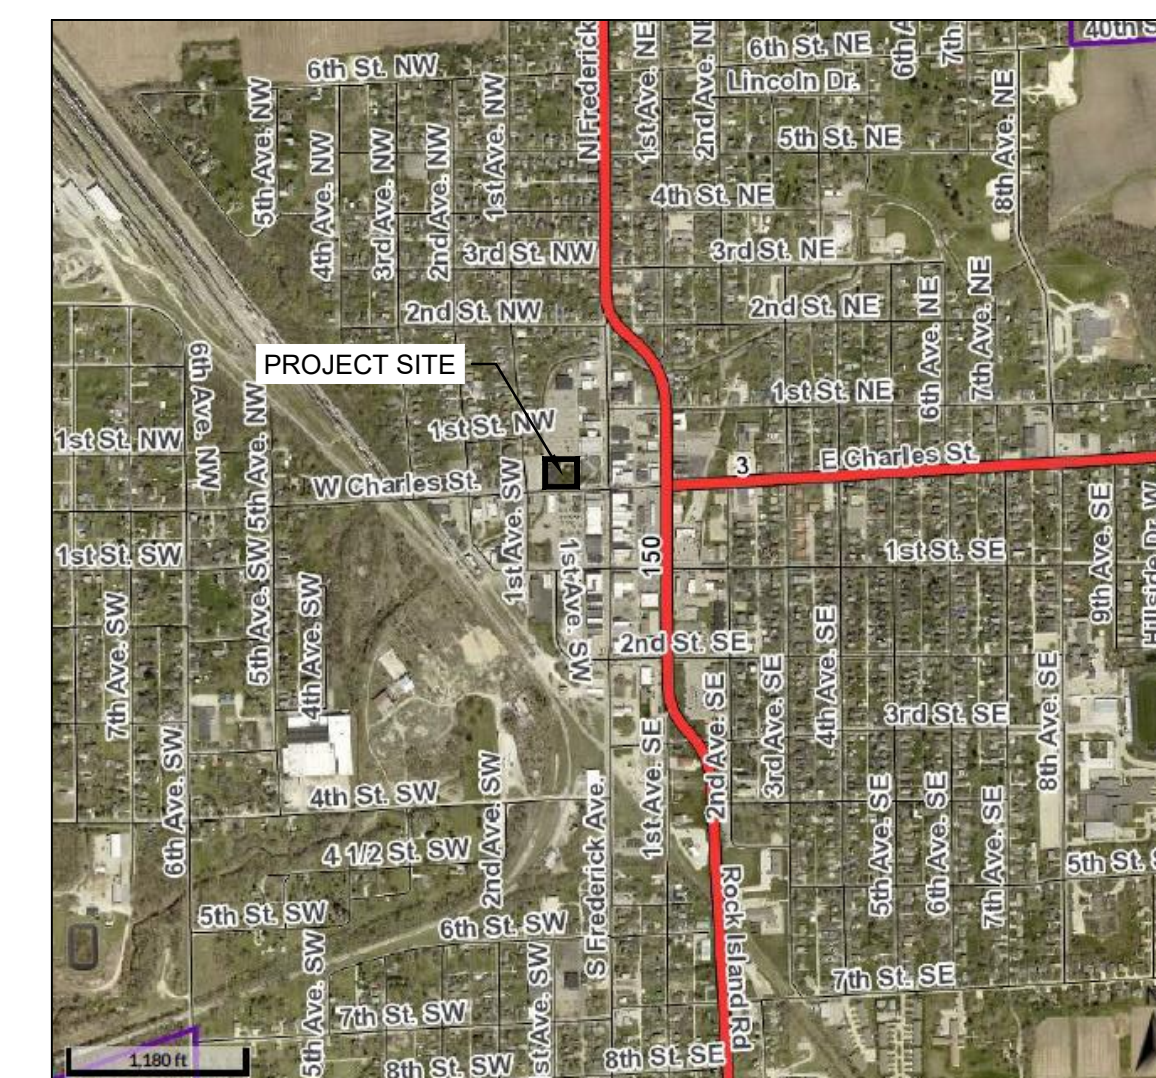 40th S
N Frederick
1st Ave. NE
2nd Ave. NE
6th St. NE
6th A
7th
6th St. NW
Lincoln Dr.
8th Ave. NE
5th Ave. NW
4th Ave. NW
3rd Ave. NW
2nd Ave. NW
1st Ave. NW
5th St. NE
4th St. NE
3rd St. NW
3rd St. NE
2nd St. NW
2nd St. NE
6th Ave. NE
7th Ave. NE
PROJECT SITE
6th Ave. NW
5th Ave. NW
1st St. NE
1st St. NW
1st St. NW
E Charles St.
3
W Charles St.
1st Ave. SW
9th Ave. SE
Hillside Dr. W
1st St. SW
5th Ave. SW
1st Ave. SW
150
1st St. SE
7th Ave. SW
4th Ave. SW
2nd St. SE
4th Ave. SE
3rd Ave. SE
8th Ave. SE
2nd Ave. SE
3rd St. SE
6th Ave. SW
1st Ave. SE
4th St. SW
2nd Ave. SW
S Frederick Ave.
5th Ave. SE
6th Ave. SE
7th Ave. SE
4 1/2 St. SW
5th St. S
Rock Island Rd
5th St. SW
6th St. SW
5th Ave. SW
st Ave. SW
7th St. SE
7th St. SW
N
1,180 ft
8th St. SW
8th St. SE